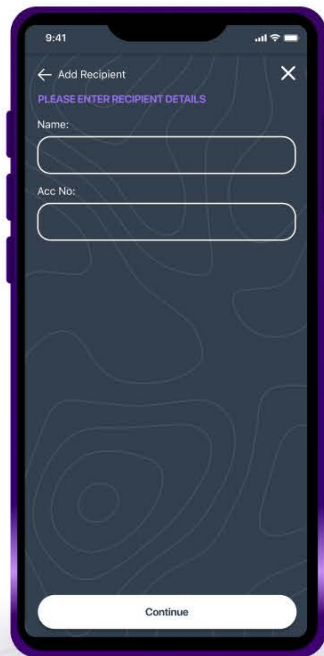 9:41
Add Recipient
PLEASE ENTER RECIPIENT DETAILS
Name:
Acc No:
Continue